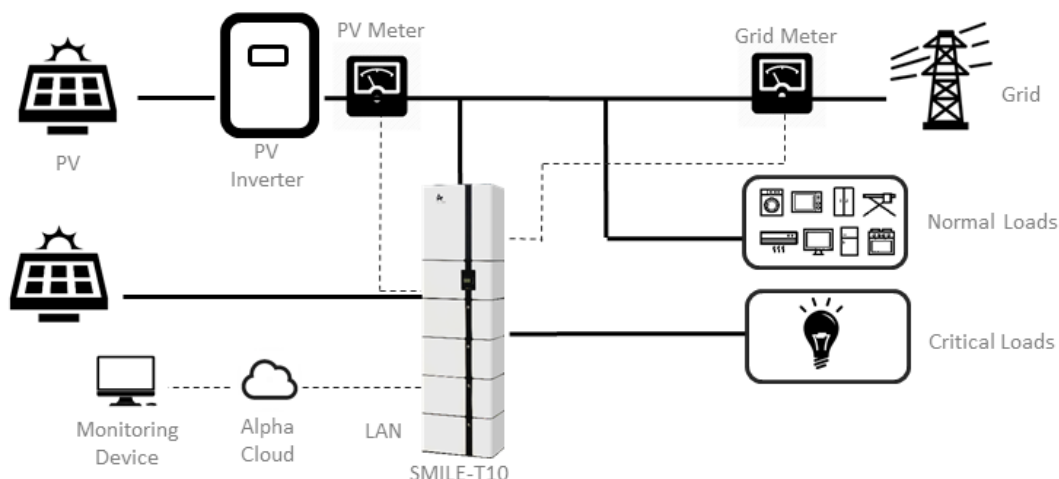 PV Meter
Grid Meter
Grid
PV
PV
Inverter
Normal Loads
Critical Loads
Monitoring
Device
Alpha
Cloud
LAN
SMILE-T10